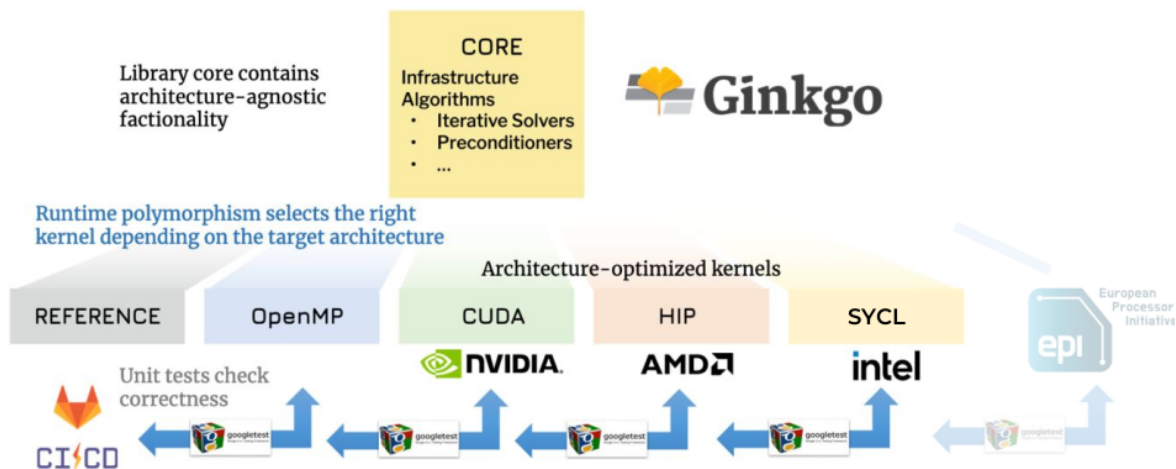 CORE
Infrastructure
Algorithms
• Iterative Solvers
• Preconditioners
• ...
Library core contains
architecture-agnostic
factionality
Ginkgo
Runtime polymorphism selects the right
kernel depending on the target architecture
Architecture-optimized kernels
REFERENCE
OpenMP
CUDA
HIP
SYCL
European
Processor
Initiative
epi
NVIDIA.
AMD
intel
Unit tests check
correctness
CI/CD
googletest
googletest
googletest
googletest
googletest